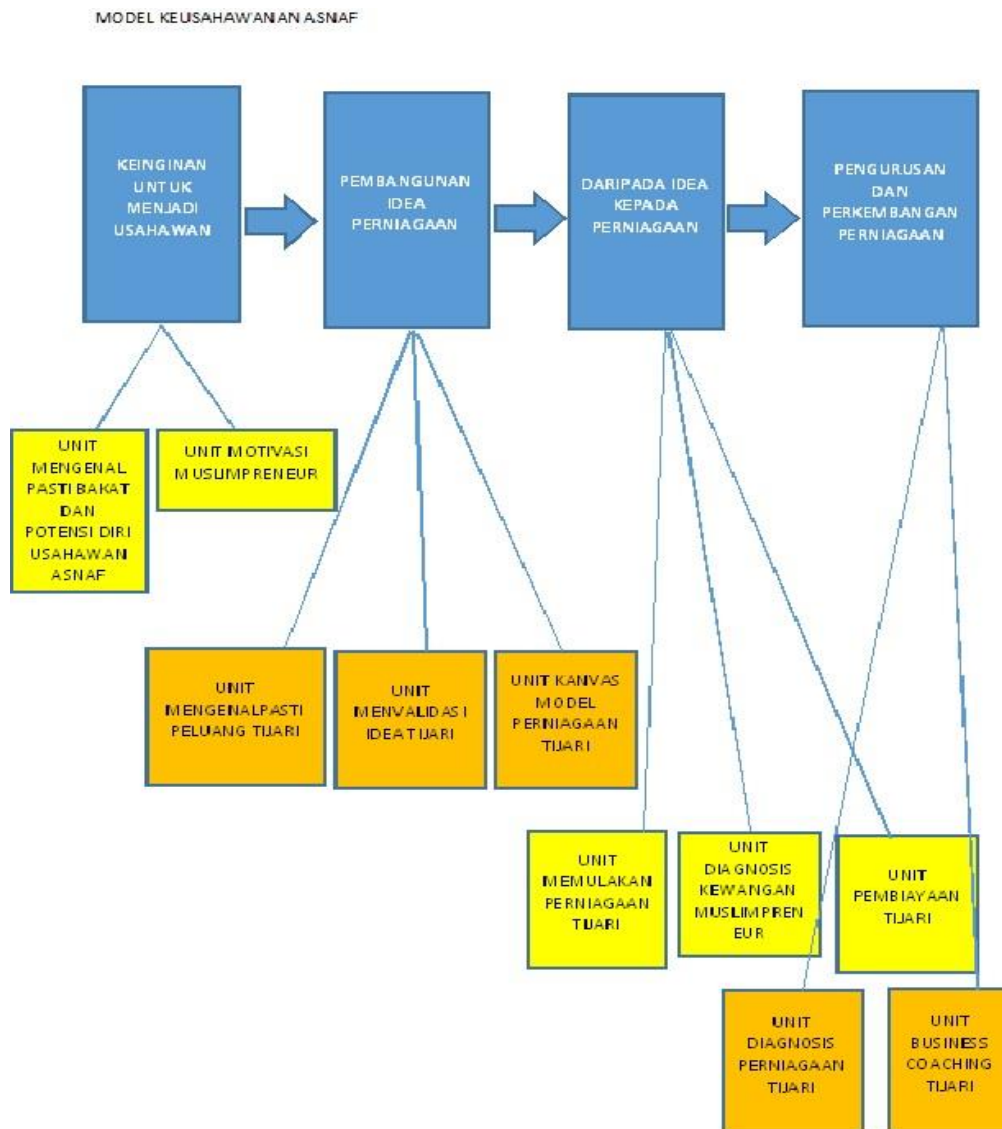 MODEL KEUSAHAWANAN ASNAF
KEINGINAN
UNTUK
MENJADI
USAHAWAN
PEMBANGUNAN
IDEA
PERNIAGAAN
DARIPADA IDEA
KEPADA
PERNIAGAAN
PENGURUSAN
DAN
PERKEMBANGAN
PERNIAGAAN
UNIT
MENGENAL
PASTI BAKAT
DAN
POTENSI DIRI
USAHAWAN
ASNAF
UNIT MOTIVASI
MUSLIMPRENEUR
UNIT
MENGENALPASTI
PELUANG TIJARI
UNIT
MENVALIDASI
IDEA TIJARI
UNIT KANVAS
MODEL
PERNIAGAAN
TIJARI
UNIT
MEMULAKAN
PERNIAGAAN
TIJARI
UNIT
DIAGNOSIS
KEWANGAN
MUSLIMPREN
EUR
UNIT
PEMBIAYAAN
TIJARI
UNIT
DIAGNOSIS
PERNIAGAAN
TIJARI
UNIT
BUSINESS
COACHING
TIJARI